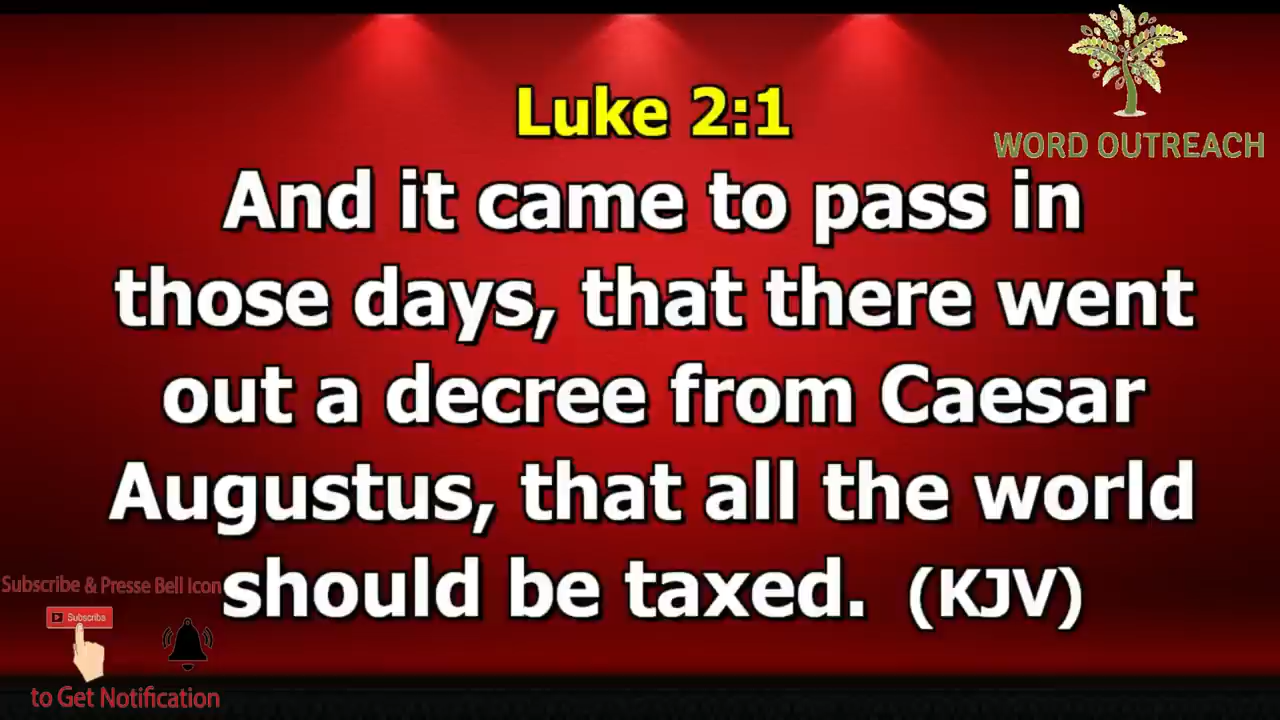 Luke 2:1
WORD OUTREACH
And it came to pass in
those days, that there went
out a decree from Caesar
Augustus, that all the world
should be taxed. (KJV)
Subscribe & Presse Bell Icon
Subscribe
to Get Notification